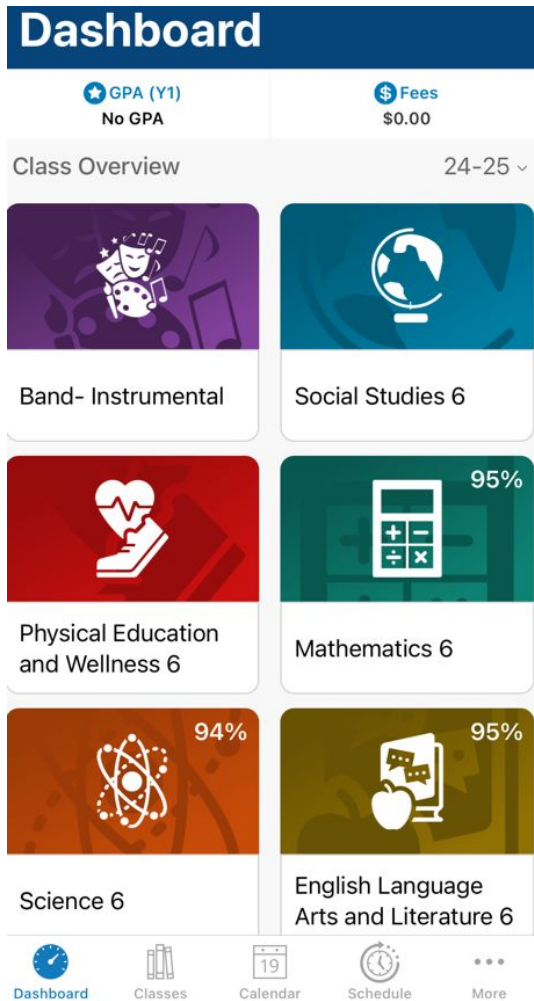 Dashboard
GPA (Y1)
No GPA
Fees
$0.00
Class Overview
24-25
Band- Instrumental
Social Studies 6
Physical Education
and Wellness 6
95%
Mathematics 6
94%
Science 6
95%
English Language
Arts and Literature 6
Dashboard
Classes
19
Calendar
Schedule
More